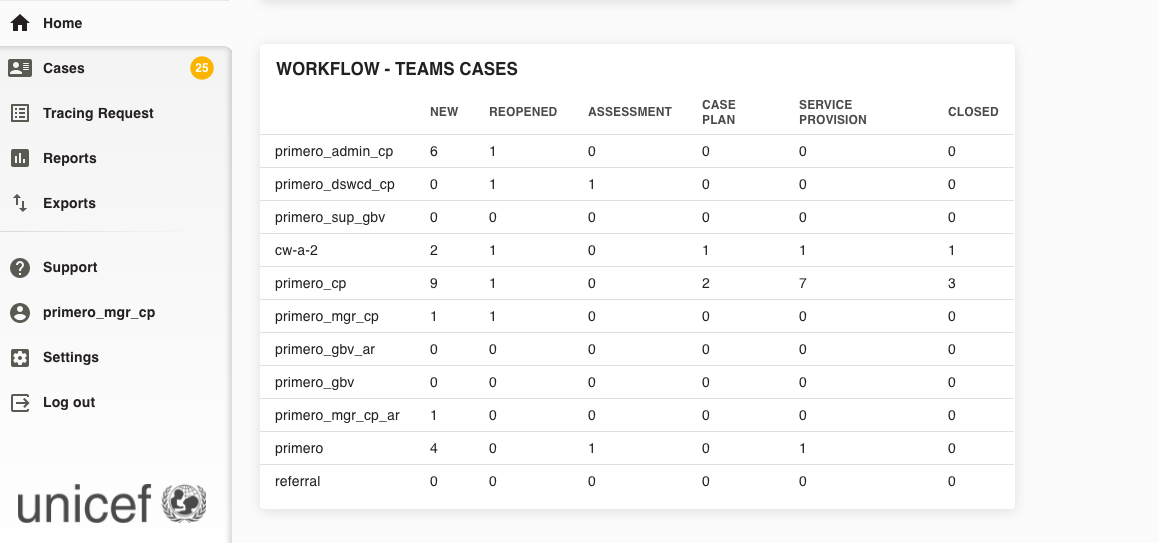 Home
Cases 25
Tracing Request
Reports
Exports
Support
primero_mgr_cp
Settings
Log out
unicef
WORKFLOW - TEAMS CASES
NEW REOPENED ASSESSMENT CASE PLAN SERVICE PROVISION CLOSED
primero_admin_cp 6 1 0 0 0 0
primero_dswcd_cp 0 1 1 0 0 0
primero_sup_gbv 0 0 0 0 0 0
cw-a-2 2 1 0 1 1 1
primero_cp 9 1 0 2 7 3
primero_mgr_cp 1 1 0 0 0 0
primero_gbv_ar 0 0 0 0 0 0
primero_gbv 0 0 0 0 0 0
primero_mgr_cp_ar 1 0 0 0 0 0
primero 4 0 1 0 1 0
referral 0 0 0 0 0 0